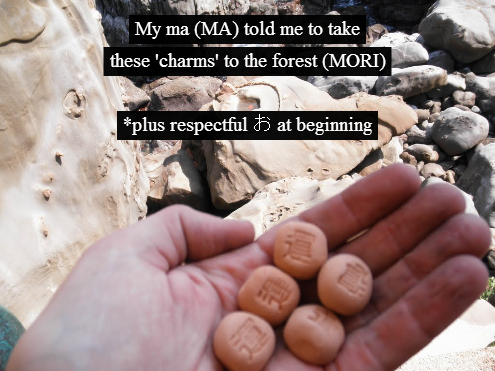 My ma (MA) told me to take
these 'charms' to the forest (MORI)
*plus respectful お at beginning